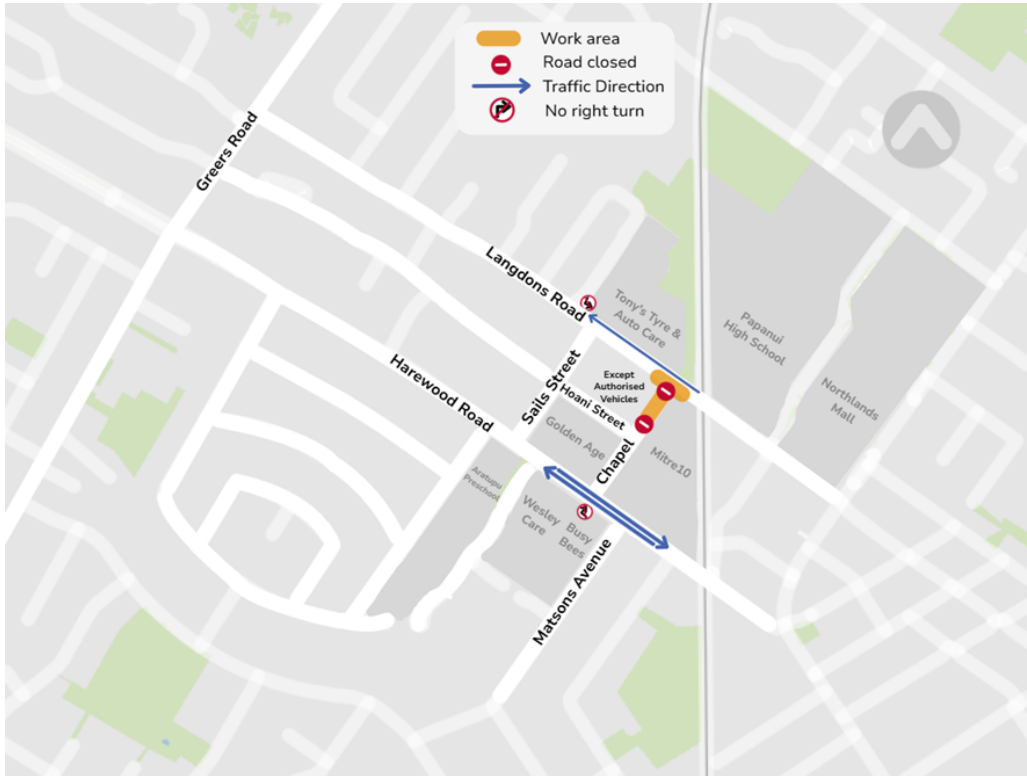 Work area
Road closed
Traffic Direction
No right turn
Greers Road
Langdons Road
Tony's Tyre &
Auto Care
Papanui
High School
Northlands
Mall
Except
Authorised
Vehicles
Harewood Road
Sails Street
Hoani Street
Golden Age
Chapel
Mitre10
Aratupu
Preschool
Wesley
Care
Busy
Bees
Matsons Avenue